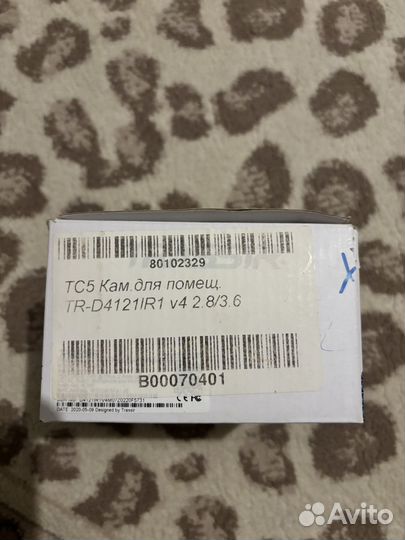 80102329
ТС5 Кам.для помещ.
TR-D4121IR1 v4 2.8/3.6
B00070401
DATE: 2020-05-09 Designed by Trassir
Avito